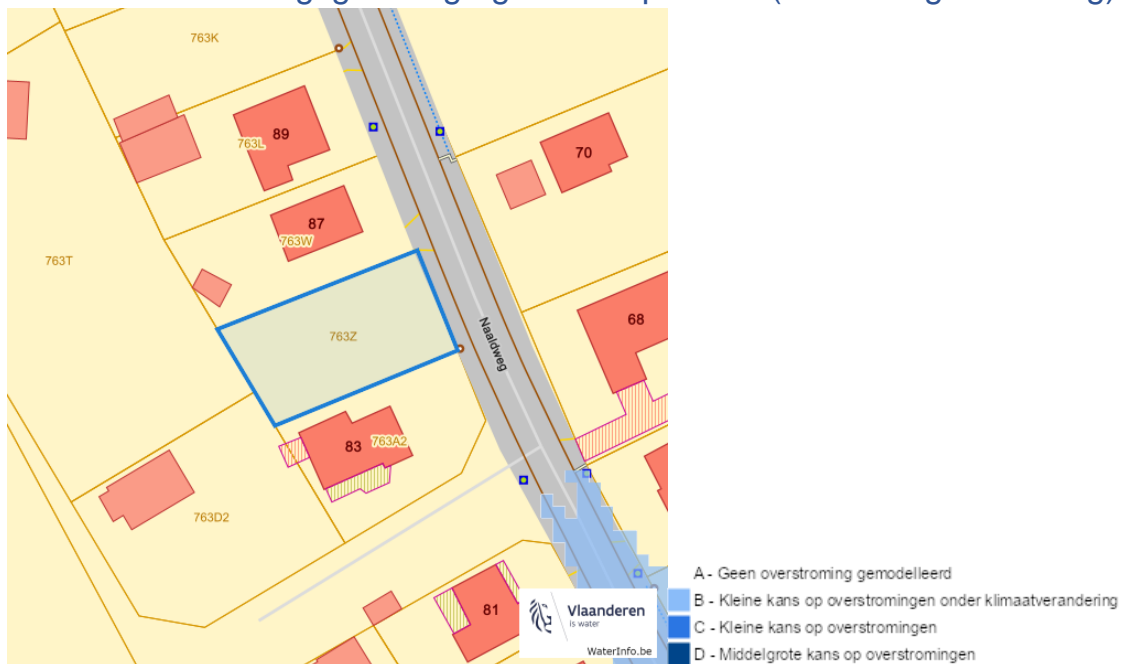 763K
89
763L
70
87
763W
763T
68
763Z
Naaldweg
83
763A2
763D2
81
Vlaanderen
is water
WaterInfo.be
A - Geen overstroming gemodelleerd
B - Kleine kans op overstromingen onder klimaatverandering
C - Kleine kans op overstromingen
D - Middelgrote kans op overstromingen